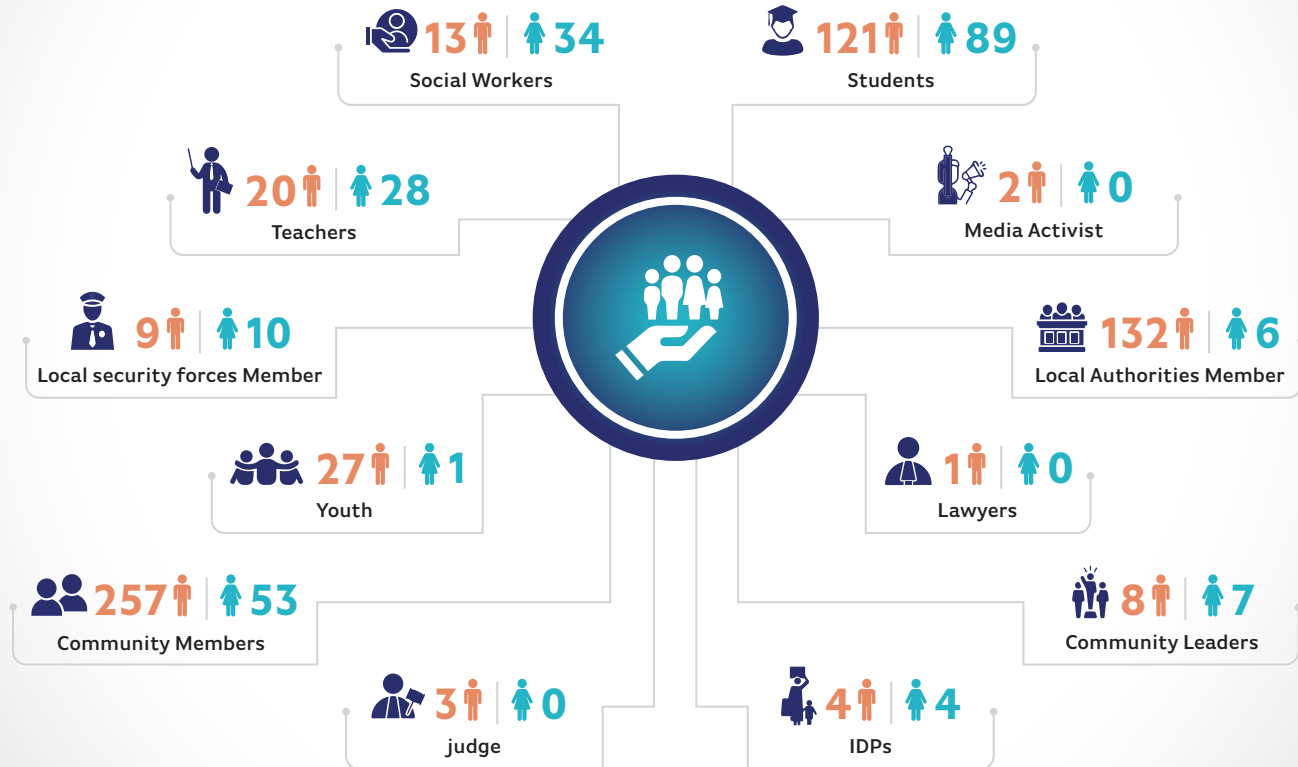 13 34
Social Workers
121 89
Students
20 28
Teachers
2 0
Media Activist
9 10
Local security forces Member
132 6
Local Authorities Member
27 1
Youth
1 0
Lawyers
257 53
Community Members
8 7
Community Leaders
3 0
judge
4 4
IDPs